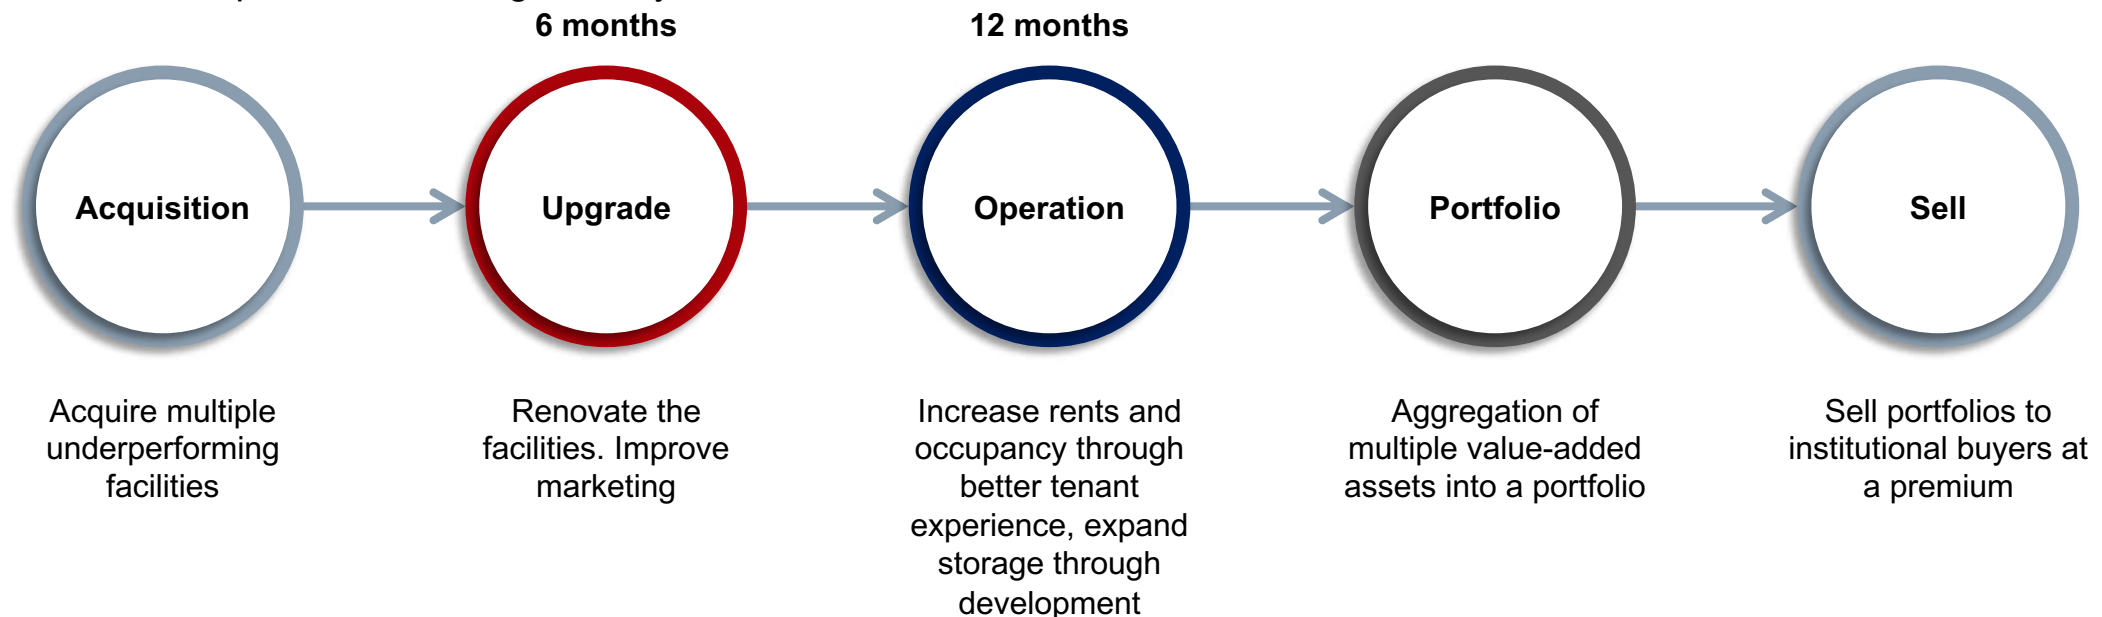 6 months
12 months
Acquisition
Upgrade
Operation
Portfolio
Sell
Acquire multiple
underperforming
facilities
Renovate the
facilities. Improve
marketing
Increase rents and
occupancy through
better tenant
experience, expand
storage through
development
Aggregation of
multiple value-added
assets into a portfolio
Sell portfolios to
institutional buyers at
a premium